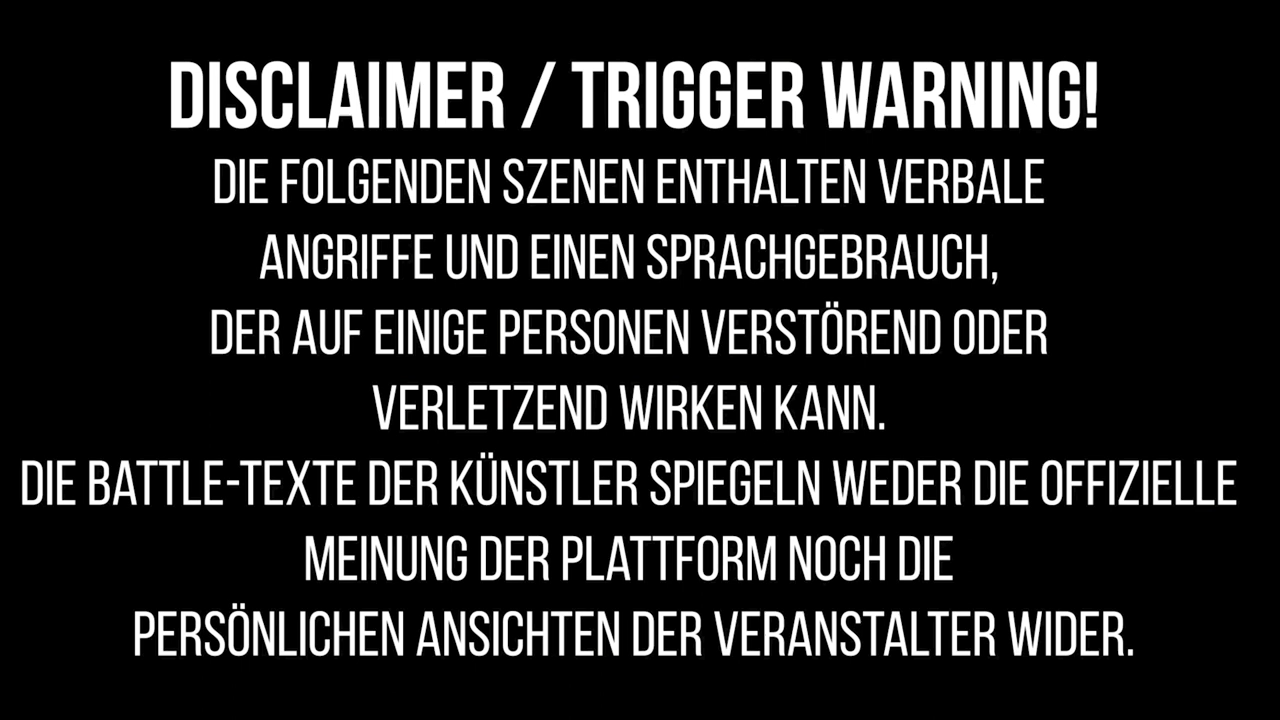 DISCLAIMER / TRIGGER WARNING!
DIE FOLGENDEN SZENEN ENTHALTEN VERBALE
ANGRIFFE UND EINEN SPRACHGEBRAUCH,
DER AUF EINIGE PERSONEN VERSTÖREND ODER
VERLETZEND WIRKEN KANN.
DIE BATTLE-TEXTE DER KÜNSTLER SPIEGELN WEDER DIE OFFIZIELLE
MEINUNG DER PLATTFORM NOCH DIE
PERSÖNLICHEN ANSICHTEN DER VERANSTALTER WIDER.